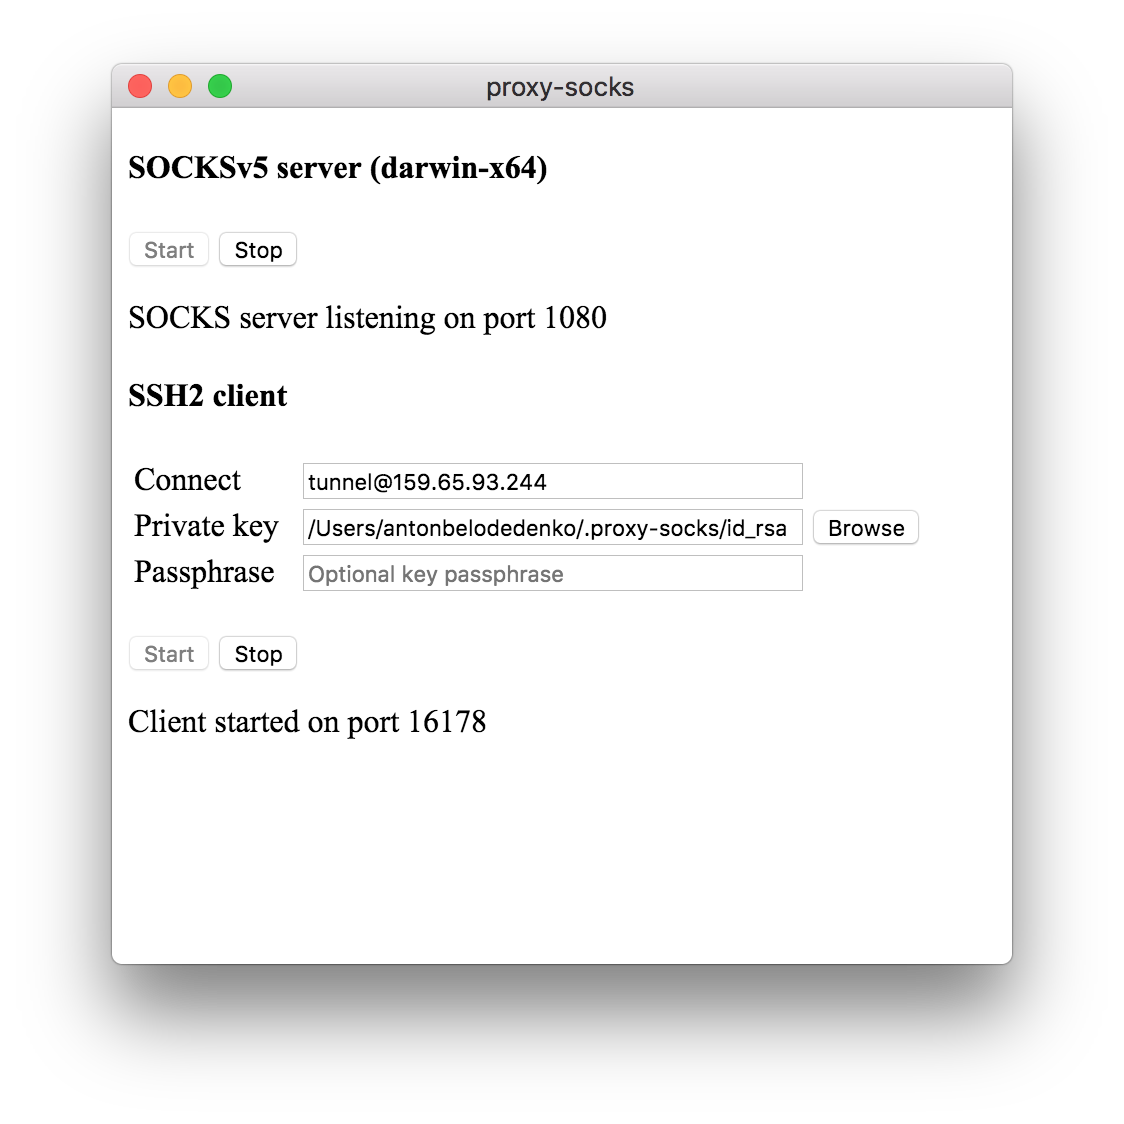 proxy-socks
SOCKSv5 server (darwin-x64)
Start Stop
SOCKS server listening on port 1080
SSH2 client
Connect tunnel@159.65.93.244
Private key /Users/antonbelodedenko/.proxy-socks/id_rsa Browse
Passphrase Optional key passphrase
Start Stop
Client started on port 16178